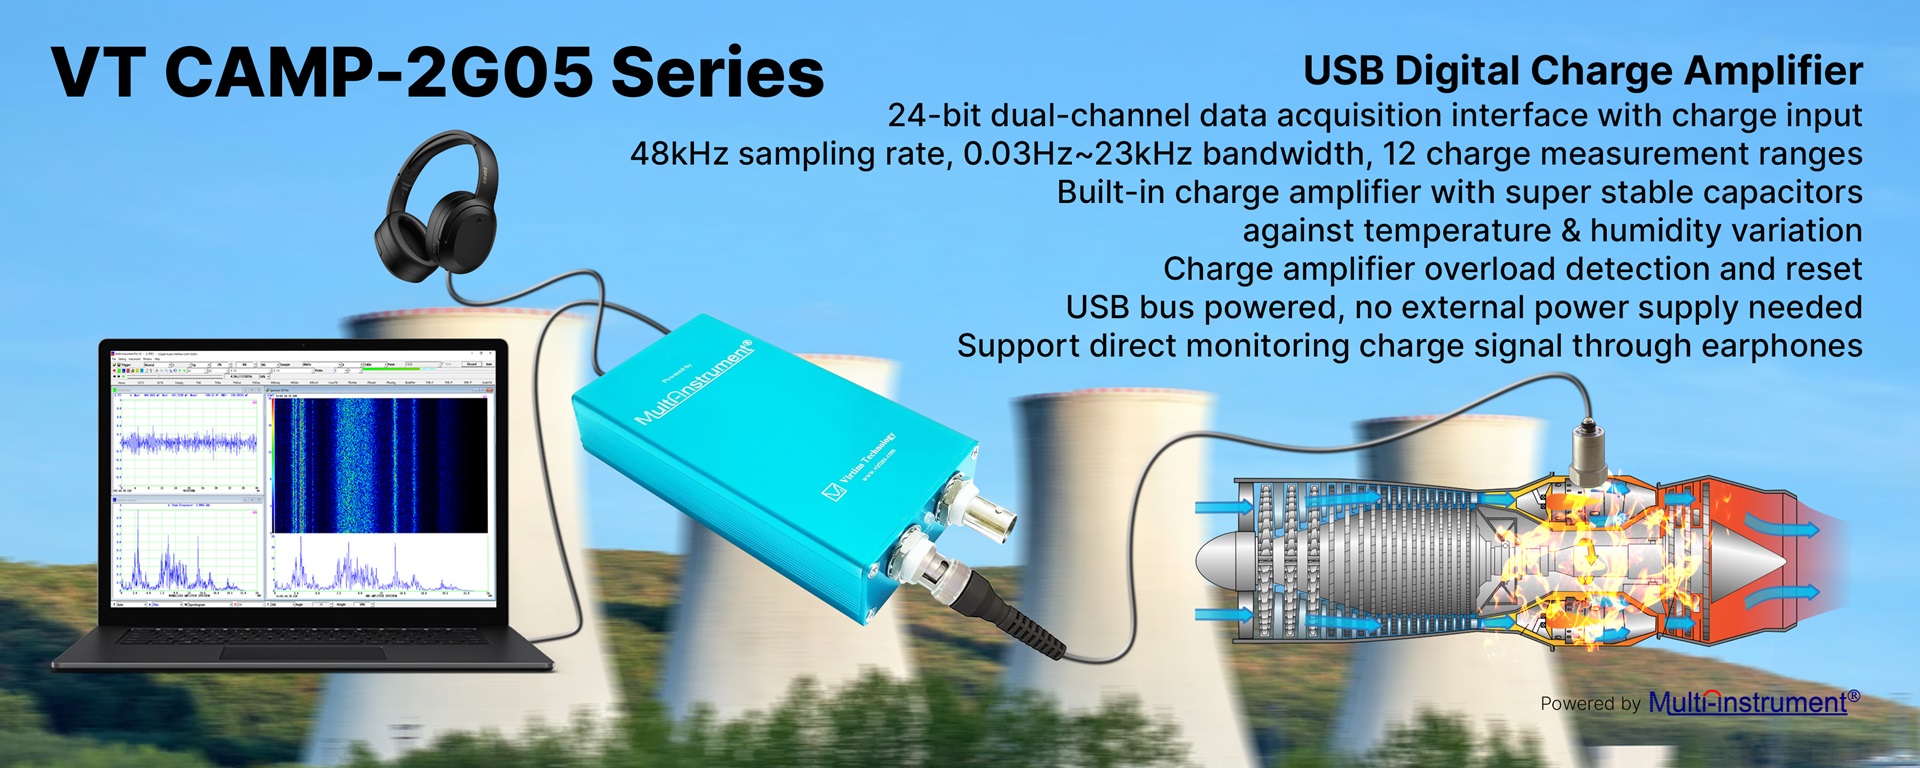 VT CAMP-2G05 Series
USB Digital Charge Amplifier
24-bit dual-channel data acquisition interface with charge input
48kHz sampling rate, 0.03Hz~23kHz bandwidth, 12 charge measurement ranges
Built-in charge amplifier with super stable capacitors
against temperature & humidity variation
Charge amplifier overload detection and reset
USB bus powered, no external power supply needed
Support direct monitoring charge signal through earphones
Powered by
Multi-Instrument®
Virtins Technology
www.virtins.com
Powered by Multi-Instrument®